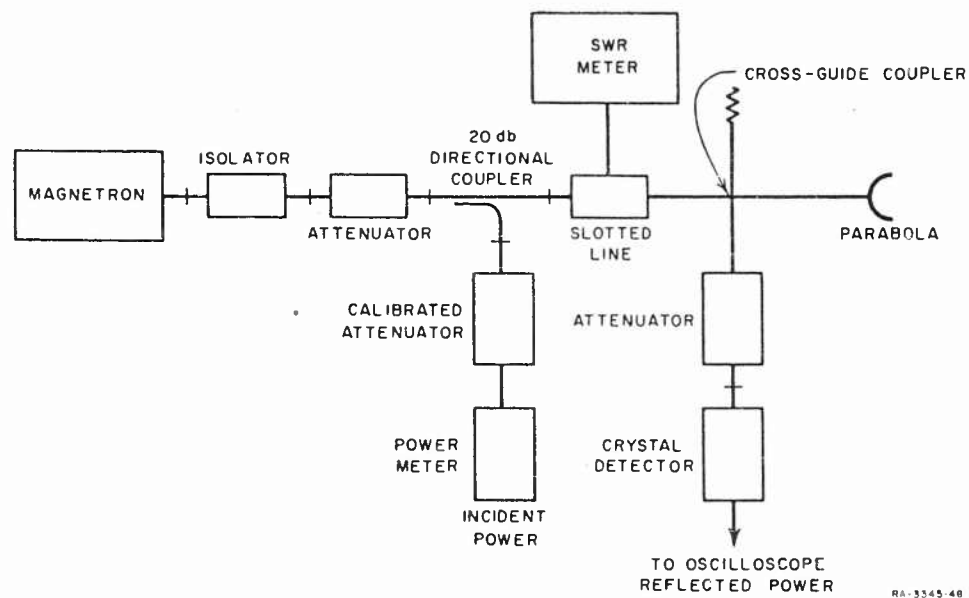 SWR
METER
CROSS-GUIDE COUPLER
20 db
DIRECTIONAL
COUPLER
ISOLATOR
MAGNETRON
ATTENUATOR
SLOTTED
LINE
PARABOLA
CALIBRATED
ATTENUATOR
ATTENUATOR
POWER
METER
CRYSTAL
DETECTOR
INCIDENT
POWER
TO OSCILLOSCOPE
REFLECTED POWER
RA-3345-48